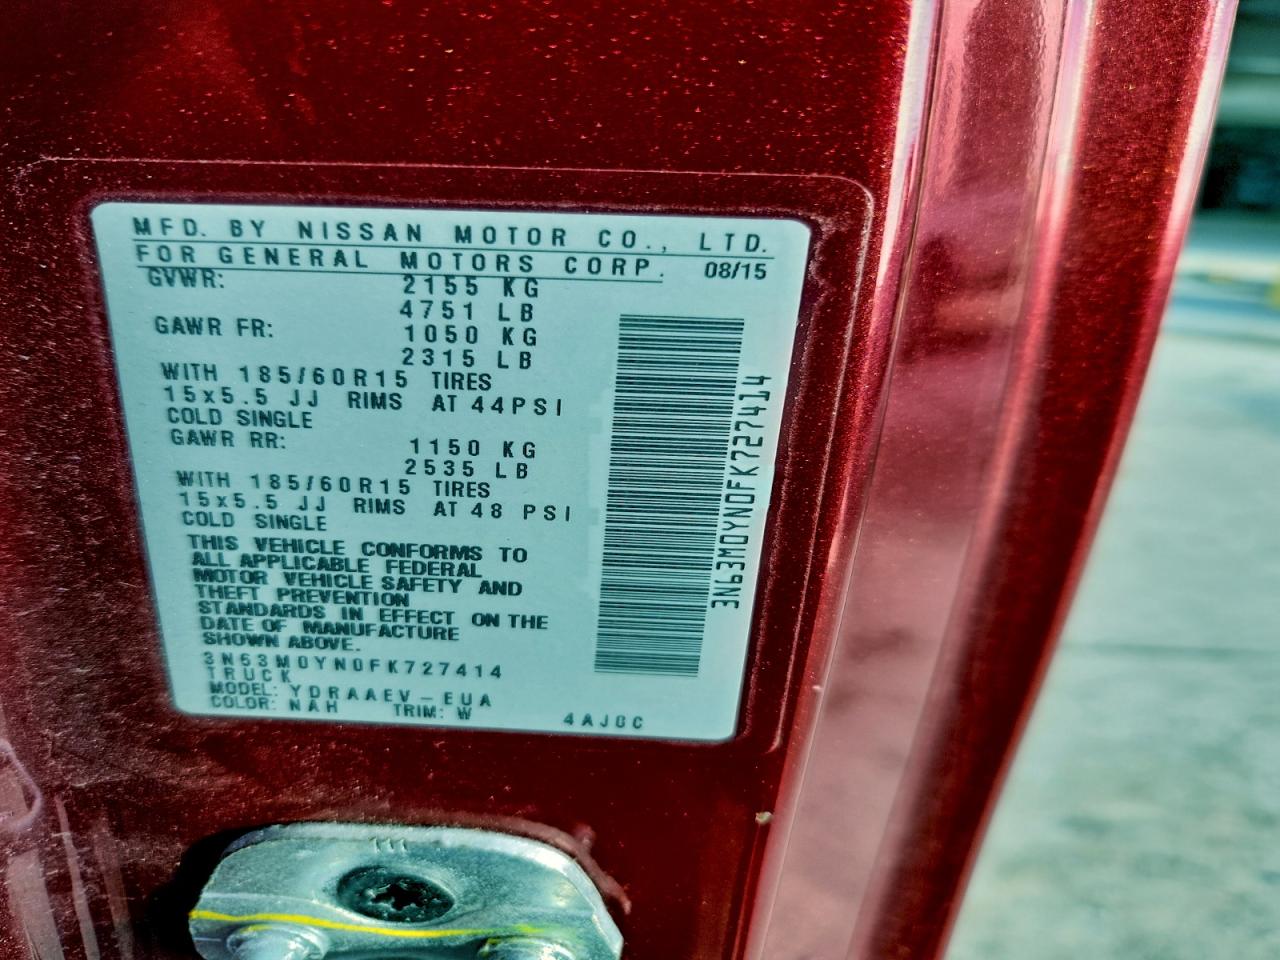 MFD. BY NISSAN MOTOR CO., LTD.
FOR GENERAL MOTORS CORP. 08/15
GVWR: 2155 KG
4751 LB
GAWR FR: 1050 KG
2315 LB
WITH 185/60R15 TIRES
15x5.5 JJ RIMS AT 44PSI
COLD SINGLE
GAWR RR: 1150 KG
2535 LB
WITH 185/60R15 TIRES
15x5.5 JJ RIMS AT 48 PSI
COLD SINGLE
THIS VEHICLE CONFORMS TO
ALL APPLICABLE FEDERAL
MOTOR VEHICLE SAFETY AND
THEFT PREVENTION
STANDARDS IN EFFECT ON THE
DATE OF MANUFACTURE
SHOWN ABOVE.
3N63M0YN0FK727414
TRUCK
MODEL: YDRAAEV-EUA
COLOR: NAH TRIM: W 4AJ0C
3N63M0YN0FK727414